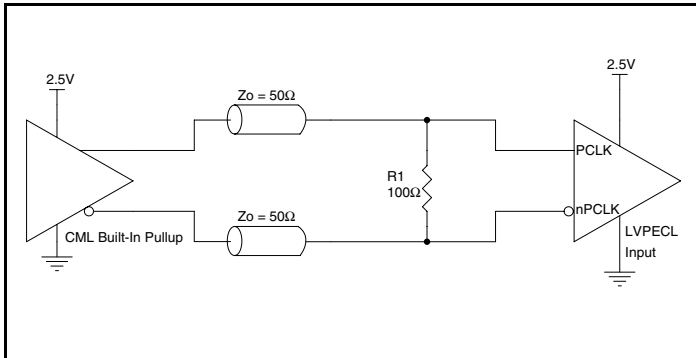 2.5V
2.5V
Zo = 50Ω
PCLK
R1
100Ω
Zo = 50Ω
nPCLK
CML Built-In Pullup
LVPECL
Input